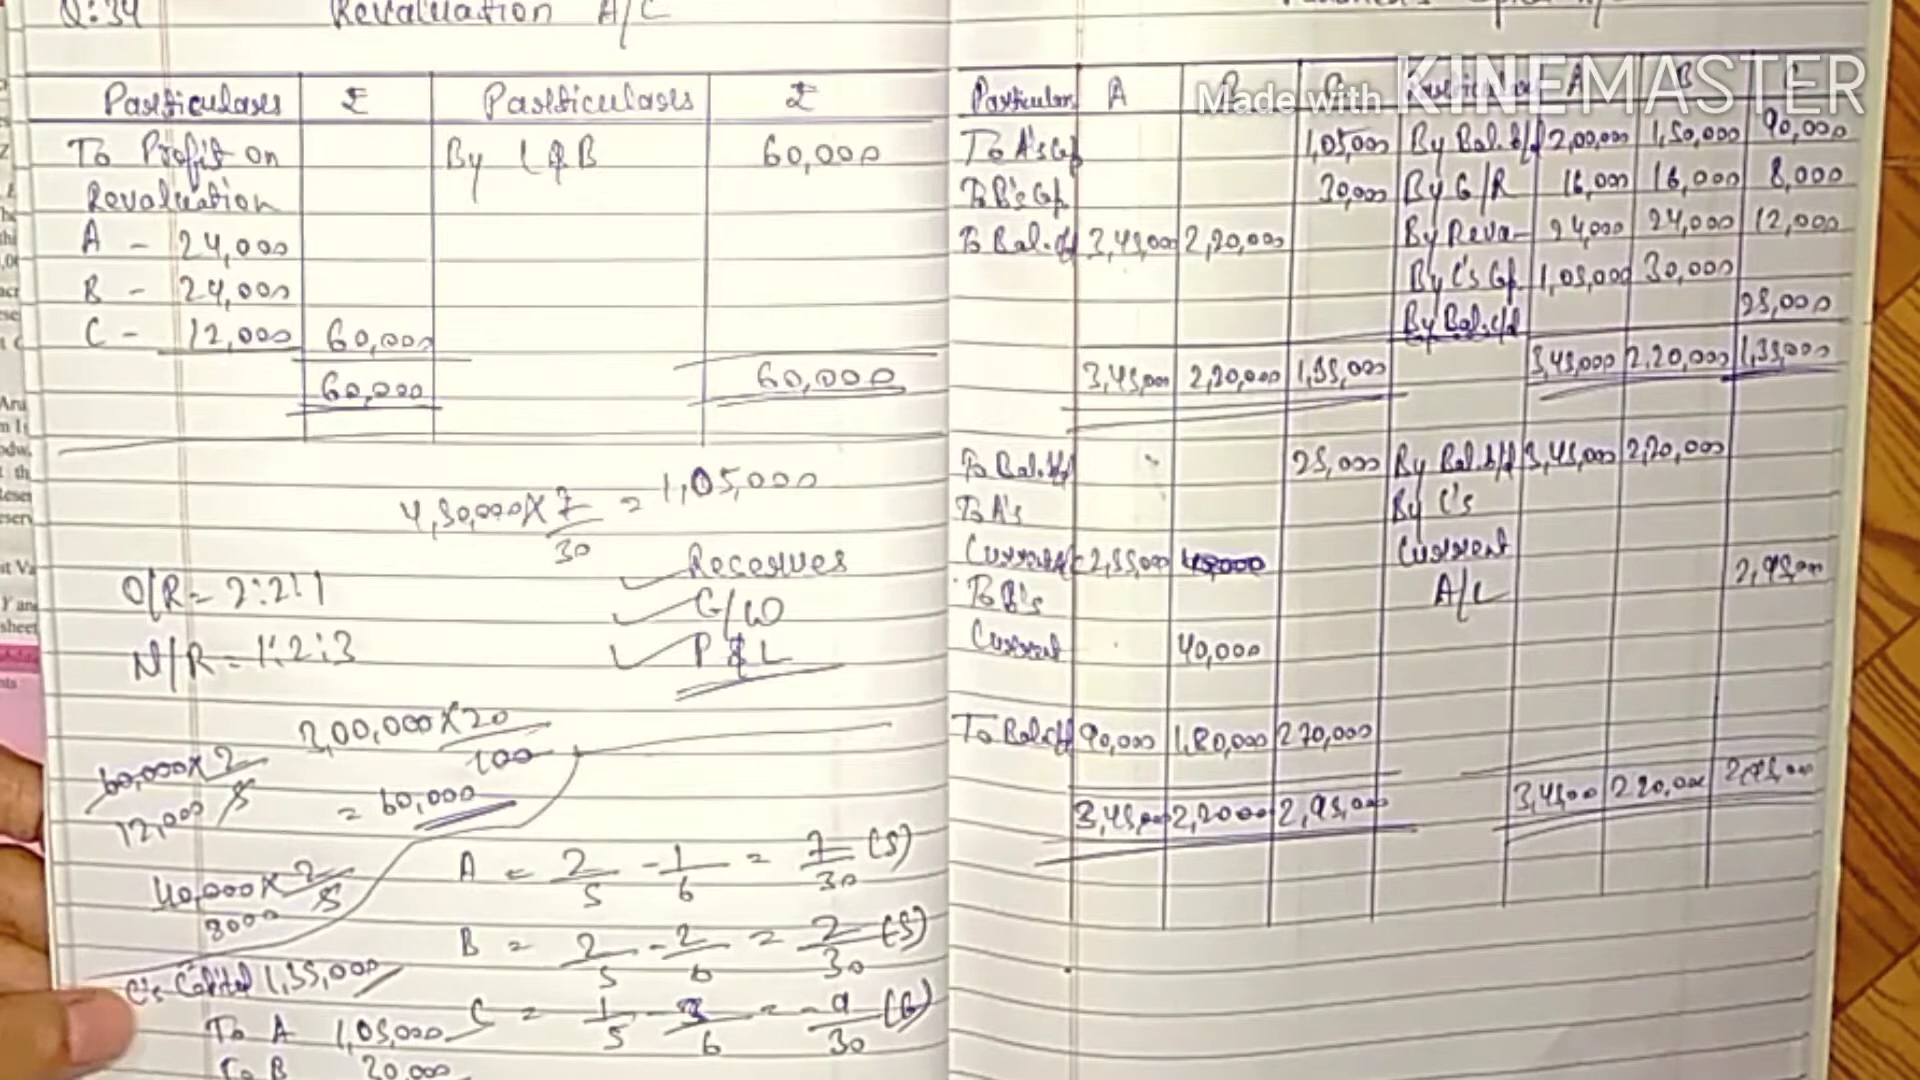 Q:34 Revaluation A/C
Particulars ₹ Particulars ₹
To Profit on By L & B 60,000
Revaluation
A - 24,000
B - 24,000
C - 12,000 60,000
60,000 60,000
4,50,000 X 7/30 = 1,05,000
O/R = 2:2:1
N/R = 1:2:3
Reserves
G/W
P & L
3,00,000 X 20/100
= 60,000
60,000 X 2/5
12,000
40,000 X 2/5
8000
A = 2/5 - 1/6 = 7/30 (S)
B = 2/5 - 2/6 = 2/30 (S)
C = 1/5 - 3/6 = - 9/30 (G)
C's Capital 1,35,000
To A 1,05,000
To B 30,000
Made with KINEMASTER
Particulars A B C Particulars A B C
To A's Cap 1,05,000 By Bal. b/d 2,00,000 1,50,000 90,000
To B's Cap 30,000 By G/R 16,000 16,000 8,000
To Bal. c/d 3,45,000 2,20,000 By Reva- 24,000 24,000 12,000
By C's Cap 1,05,000 30,000
By Bal. c/d 25,000
3,45,000 2,20,000 1,35,000 3,45,000 2,20,000 1,35,000
To Bal. b/d 25,000 By Bal. b/d 3,45,000 2,20,000
To A's By C's
Current 2,55,000 Current 2,95,000
To B's A/C
Current 40,000
To Bal c/d 90,000 1,80,000 270,000
3,45,000 2,20,000 2,95,000 3,45,000 2,20,000 2,95,000